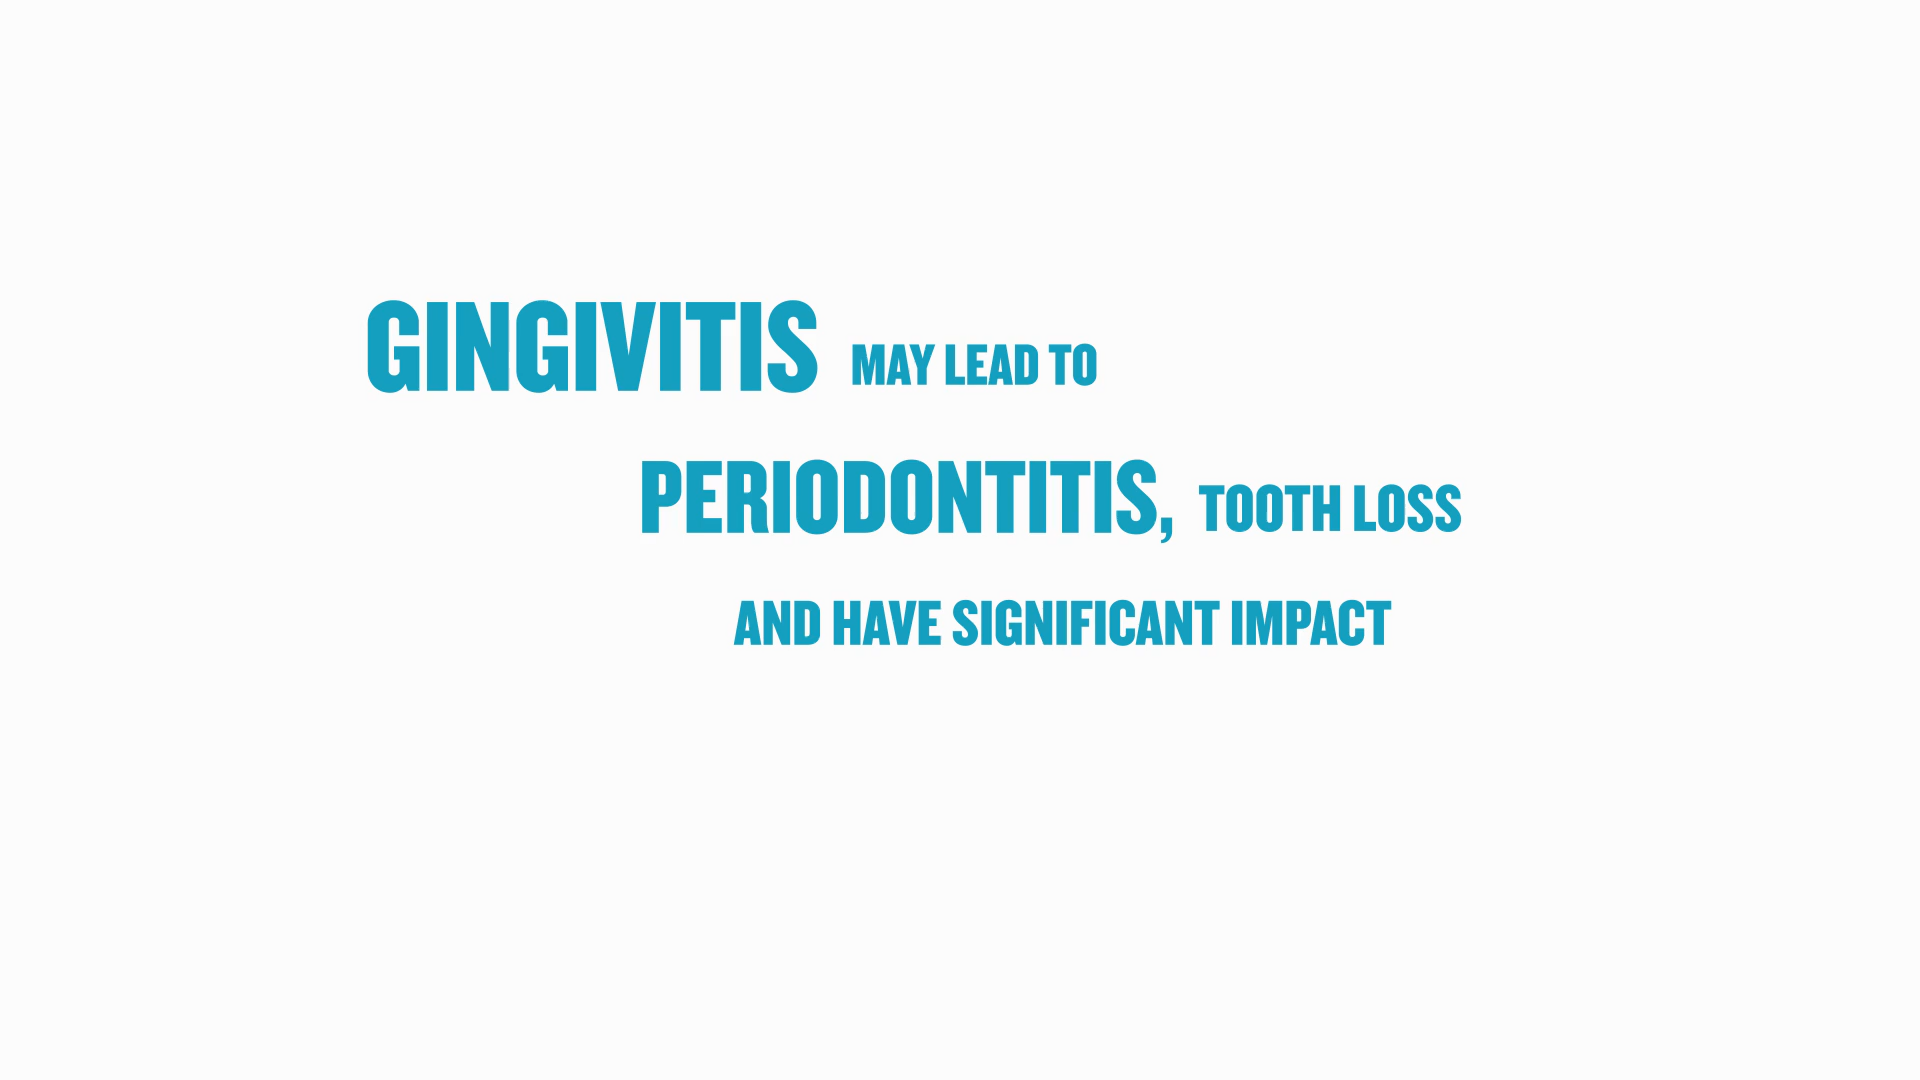 GINGIVITIS MAY LEAD TO
PERIODONTITIS, TOOTH LOSS
AND HAVE SIGNIFICANT IMPACT